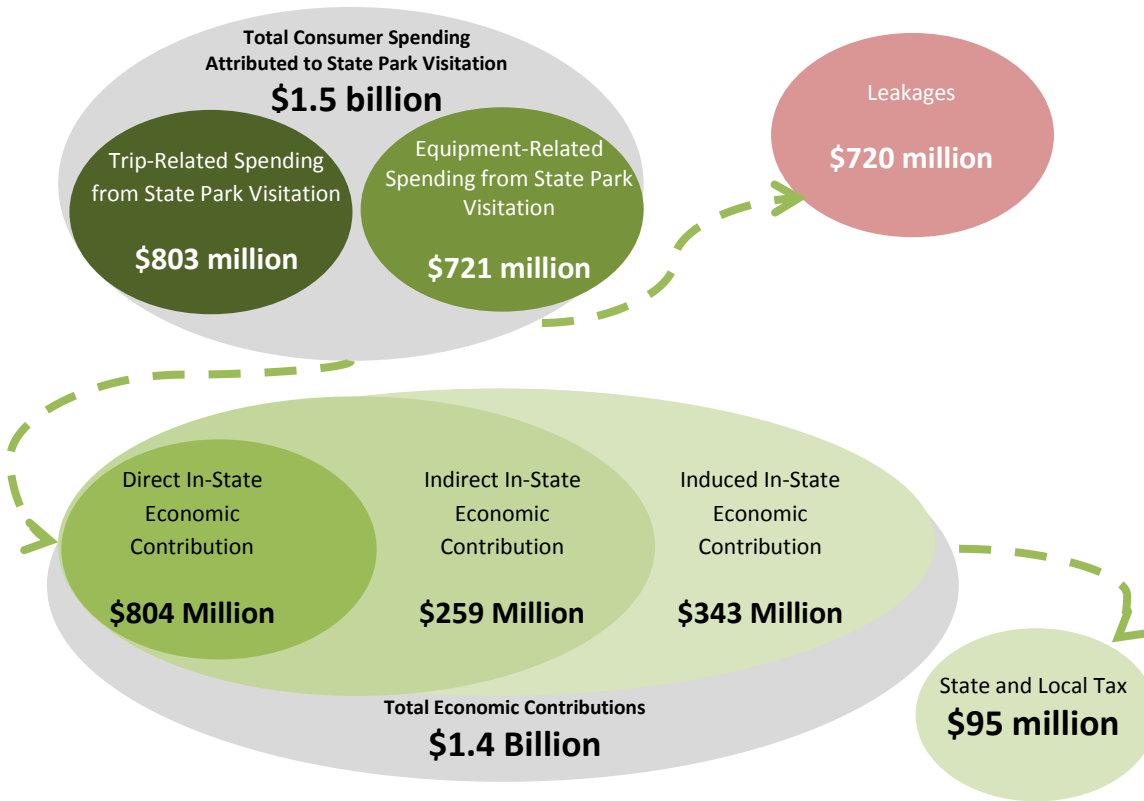 Total Consumer Spending
Attributed to State Park Visitation
$1.5 billion
Trip-Related Spending
from State Park Visitation
$803 million
Equipment-Related
Spending from State Park
Visitation
$721 million
Leakages
$720 million
Direct In-State
Economic
Contribution
$804 Million
Indirect In-State
Economic
Contribution
$259 Million
Induced In-State
Economic
Contribution
$343 Million
Total Economic Contributions
$1.4 Billion
State and Local Tax
$95 million